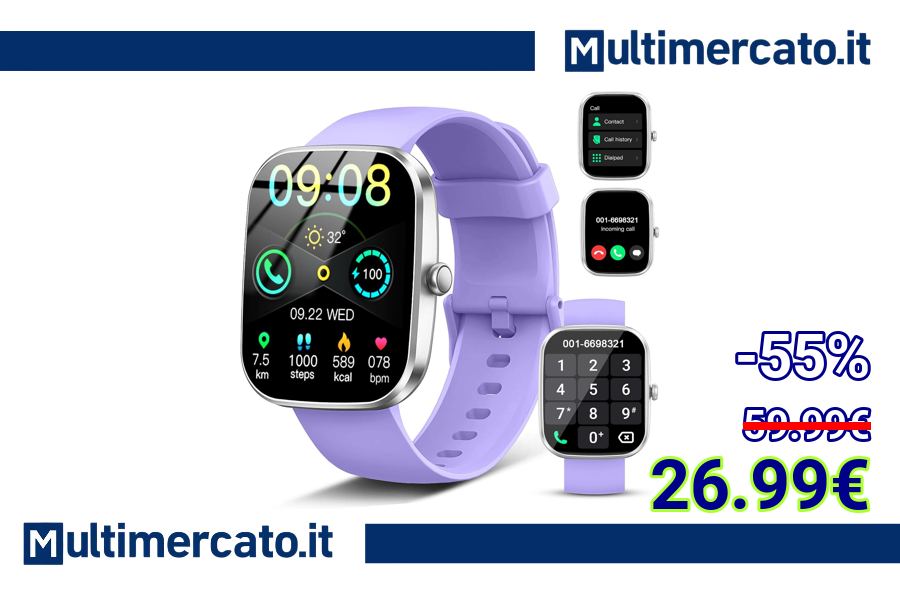 Multimercato.it
Call
Contact
Call history
Dialped
001-6698321
Incoming call
09:08
32°
100
09.22 WED
7.5 1000 589 078
km steps kcal bpm
001-6698321
1 2 3
4 5 6
7* 8 9#
0+
-55%
59.99€
26.99€
Multimercato.it